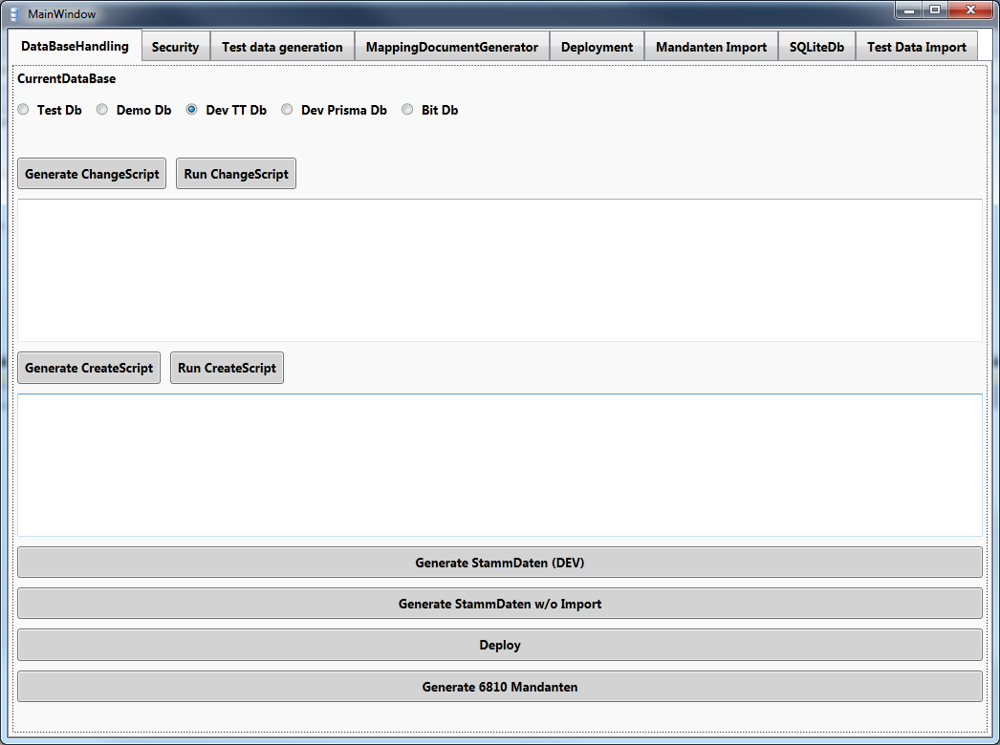 MainWindow
DataBaseHandling Security Test data generation MappingDocumentGenerator Deployment Mandanten Import SQLiteDb Test Data Import
CurrentDataBase
Test Db Demo Db Dev TT Db Dev Prisma Db Bit Db
Generate ChangeScript Run ChangeScript
Generate CreateScript Run CreateScript
Generate StammDaten (DEV)
Generate StammDaten w/o Import
Deploy
Generate 6810 Mandanten